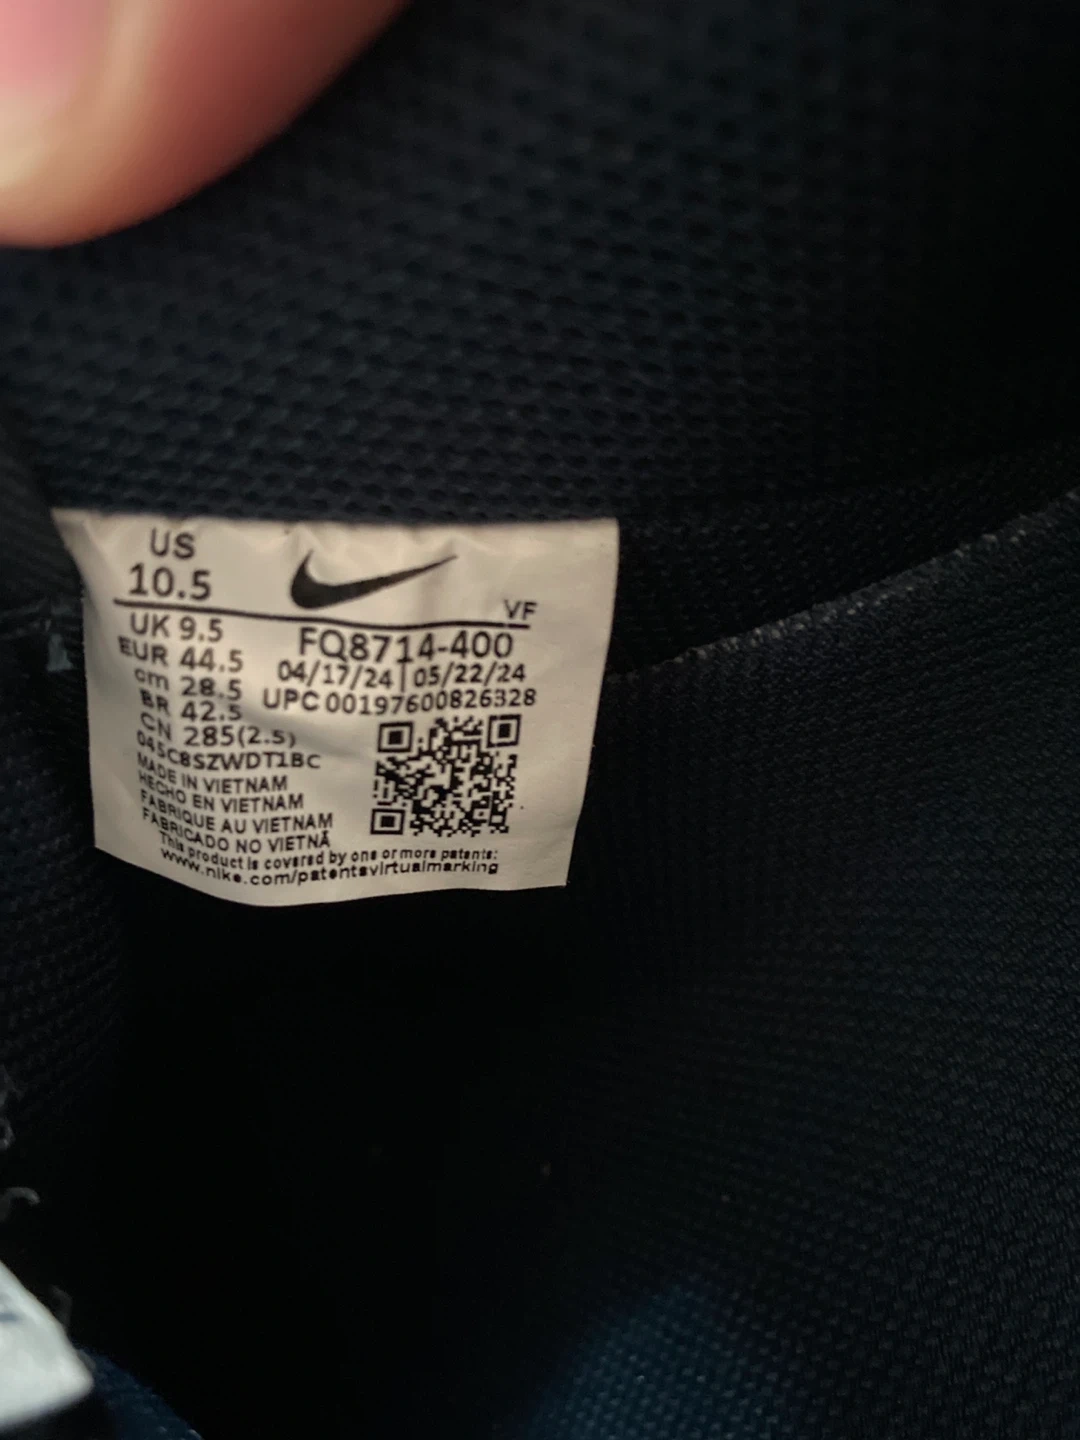 US
10.5
VF
UK 9.5
FQ8714-400
EUR 44.5
04/17/24 | 05/22/24
cm 28.5
UPC 00197600826328
BR 42.5
CN 285(2.5)
045C8SZWDT1BC
MADE IN VIETNAM
HECHO EN VIETNAM
FABRIQUE AU VIETNAM
FABRICADO NO VIETNÃ
This product is covered by one or more patents:
www.nike.com/patentsvirtualmarking